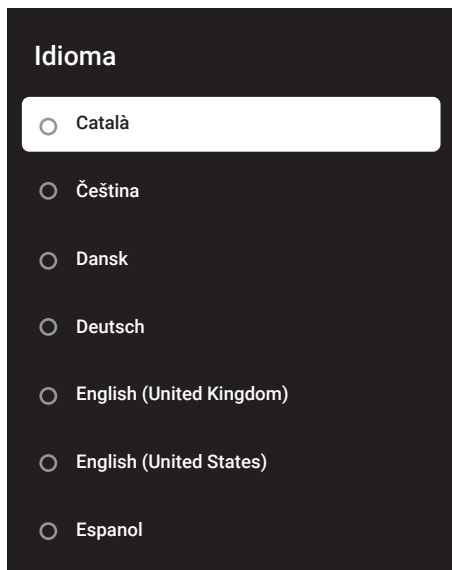 Idioma
Català
Čeština
Dansk
Deutsch
English (United Kingdom)
English (United States)
Espanol